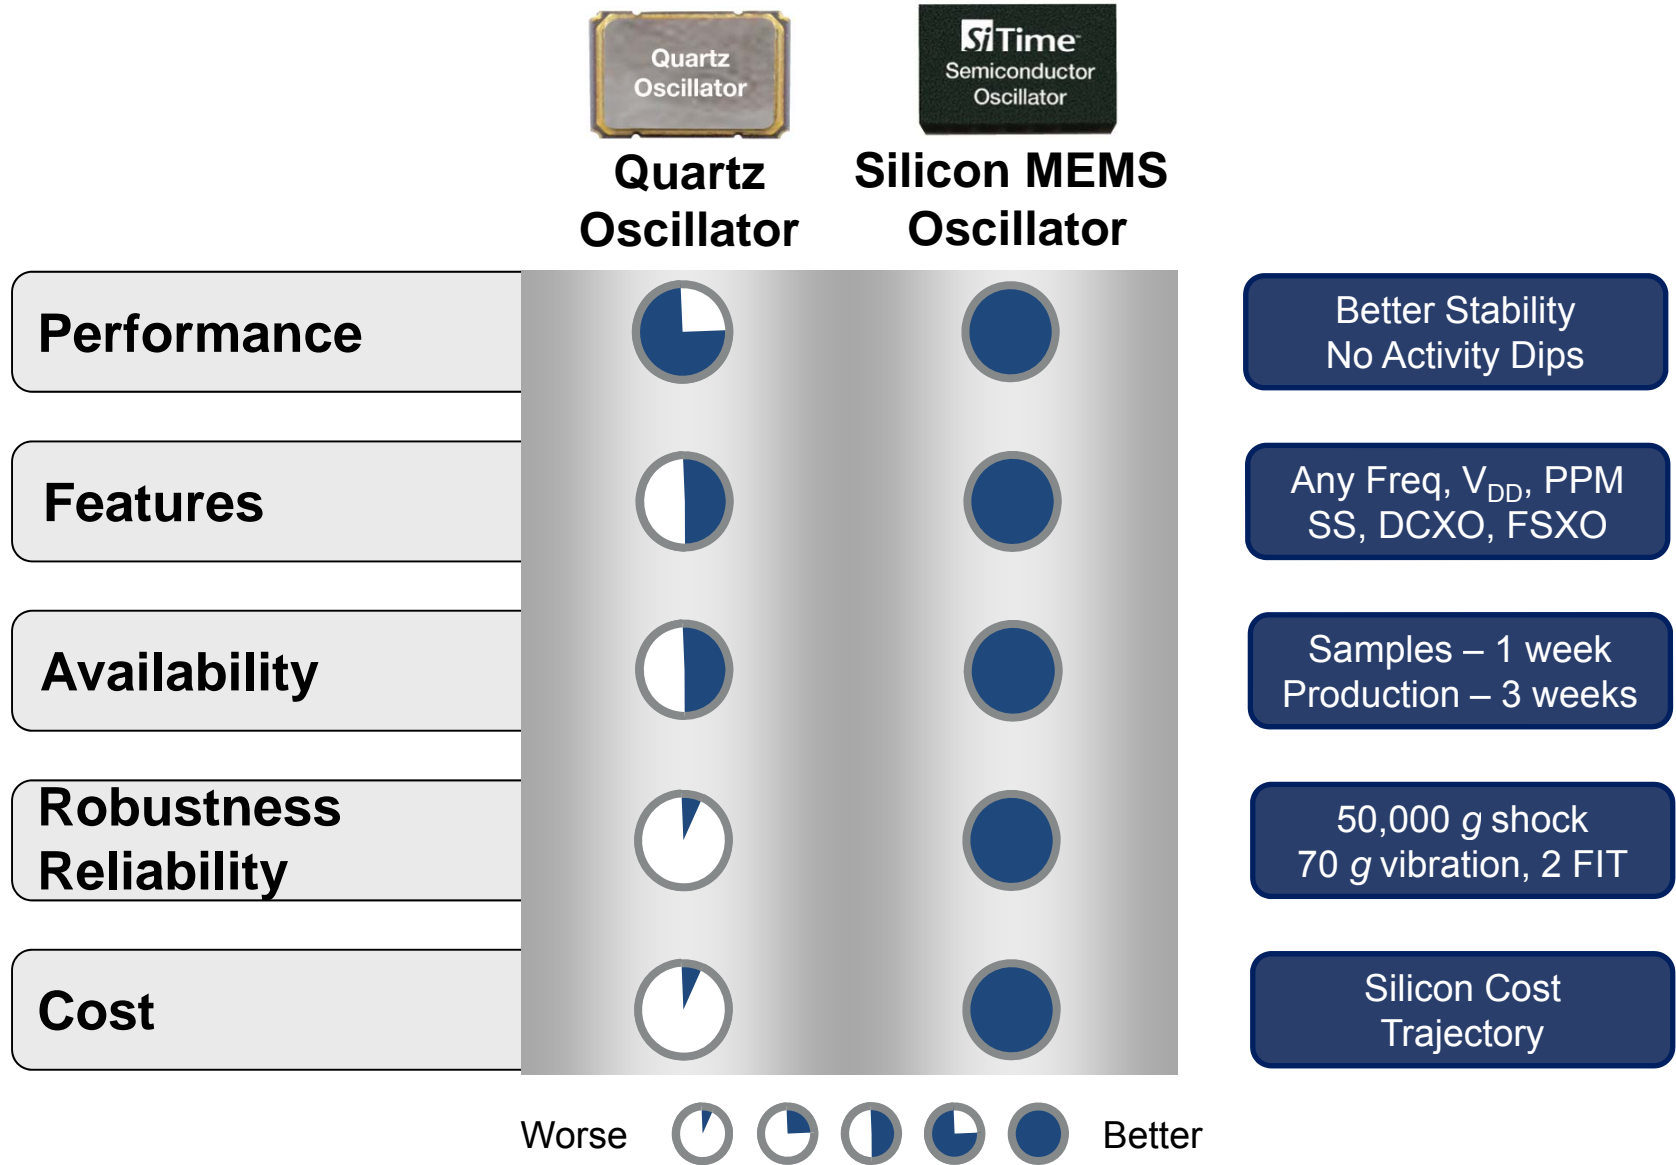 Quartz
Oscillator
SiTime
Semiconductor
Oscillator
Quartz
Oscillator
Silicon MEMS
Oscillator
Performance
Better Stability
No Activity Dips
Features
Any Freq, VDD, PPM
SS, DCXO, FSXO
Availability
Samples – 1 week
Production – 3 weeks
Robustness
Reliability
50,000 g shock
70 g vibration, 2 FIT
Cost
Silicon Cost
Trajectory
Worse
Better